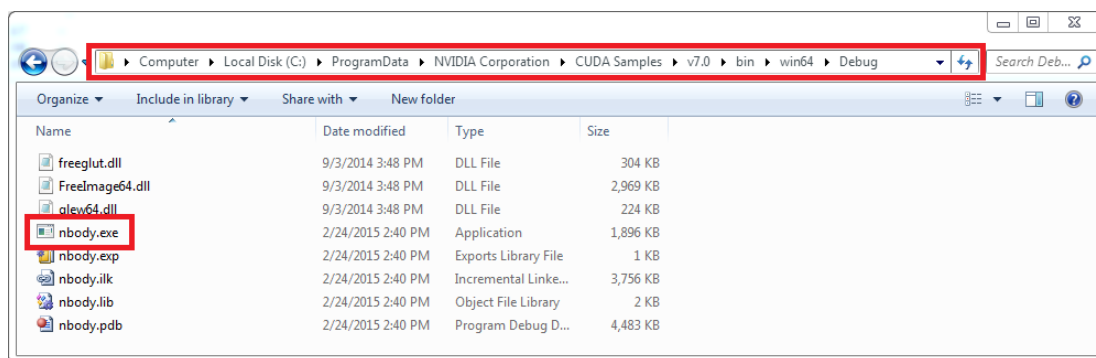 Computer Local Disk (C:) ProgramData NVIDIA Corporation CUDA Samples v7.0 bin win64 Debug Search Deb...
Organize Include in library Share with New folder
Name Date modified Type Size
freeglut.dll 9/3/2014 3:48 PM DLL File 304 KB
FreeImage64.dll 9/3/2014 3:48 PM DLL File 2,969 KB
glew64.dll 9/3/2014 3:48 PM DLL File 224 KB
nbody.exe 2/24/2015 2:40 PM Application 1,896 KB
nbody.exp 2/24/2015 2:40 PM Exports Library File 1 KB
nbody.ilk 2/24/2015 2:40 PM Incremental Linke... 3,756 KB
nbody.lib 2/24/2015 2:40 PM Object File Library 2 KB
nbody.pdb 2/24/2015 2:40 PM Program Debug D... 4,483 KB